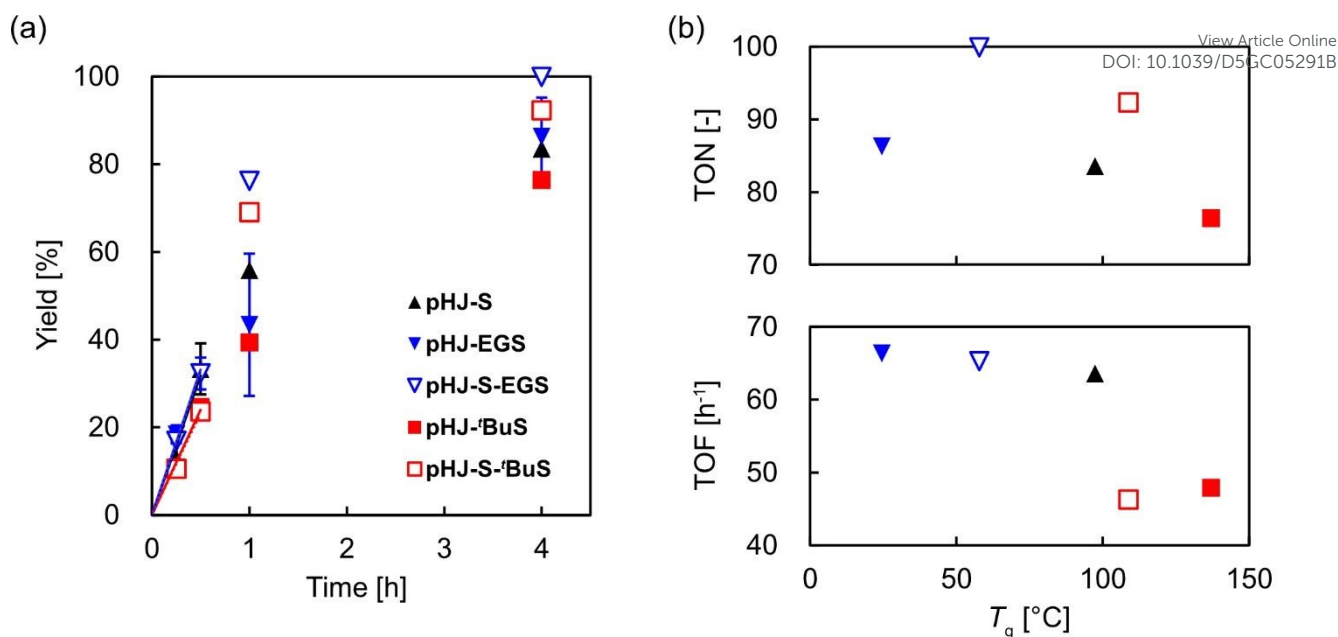 (a)
100
80
60
40
20
0
Yield [%]
0
1
2
3
4
Time [h]
pHJ-S
pHJ-EGS
pHJ-S-EGS
pHJ-ᵗBuS
pHJ-S-ᵗBuS
(b)
View Article Online
DOI: 10.1039/D5GC05291B
100
90
80
70
TON [-]
70
60
50
40
TOF [h⁻¹]
0
50
100
150
Tg [°C]